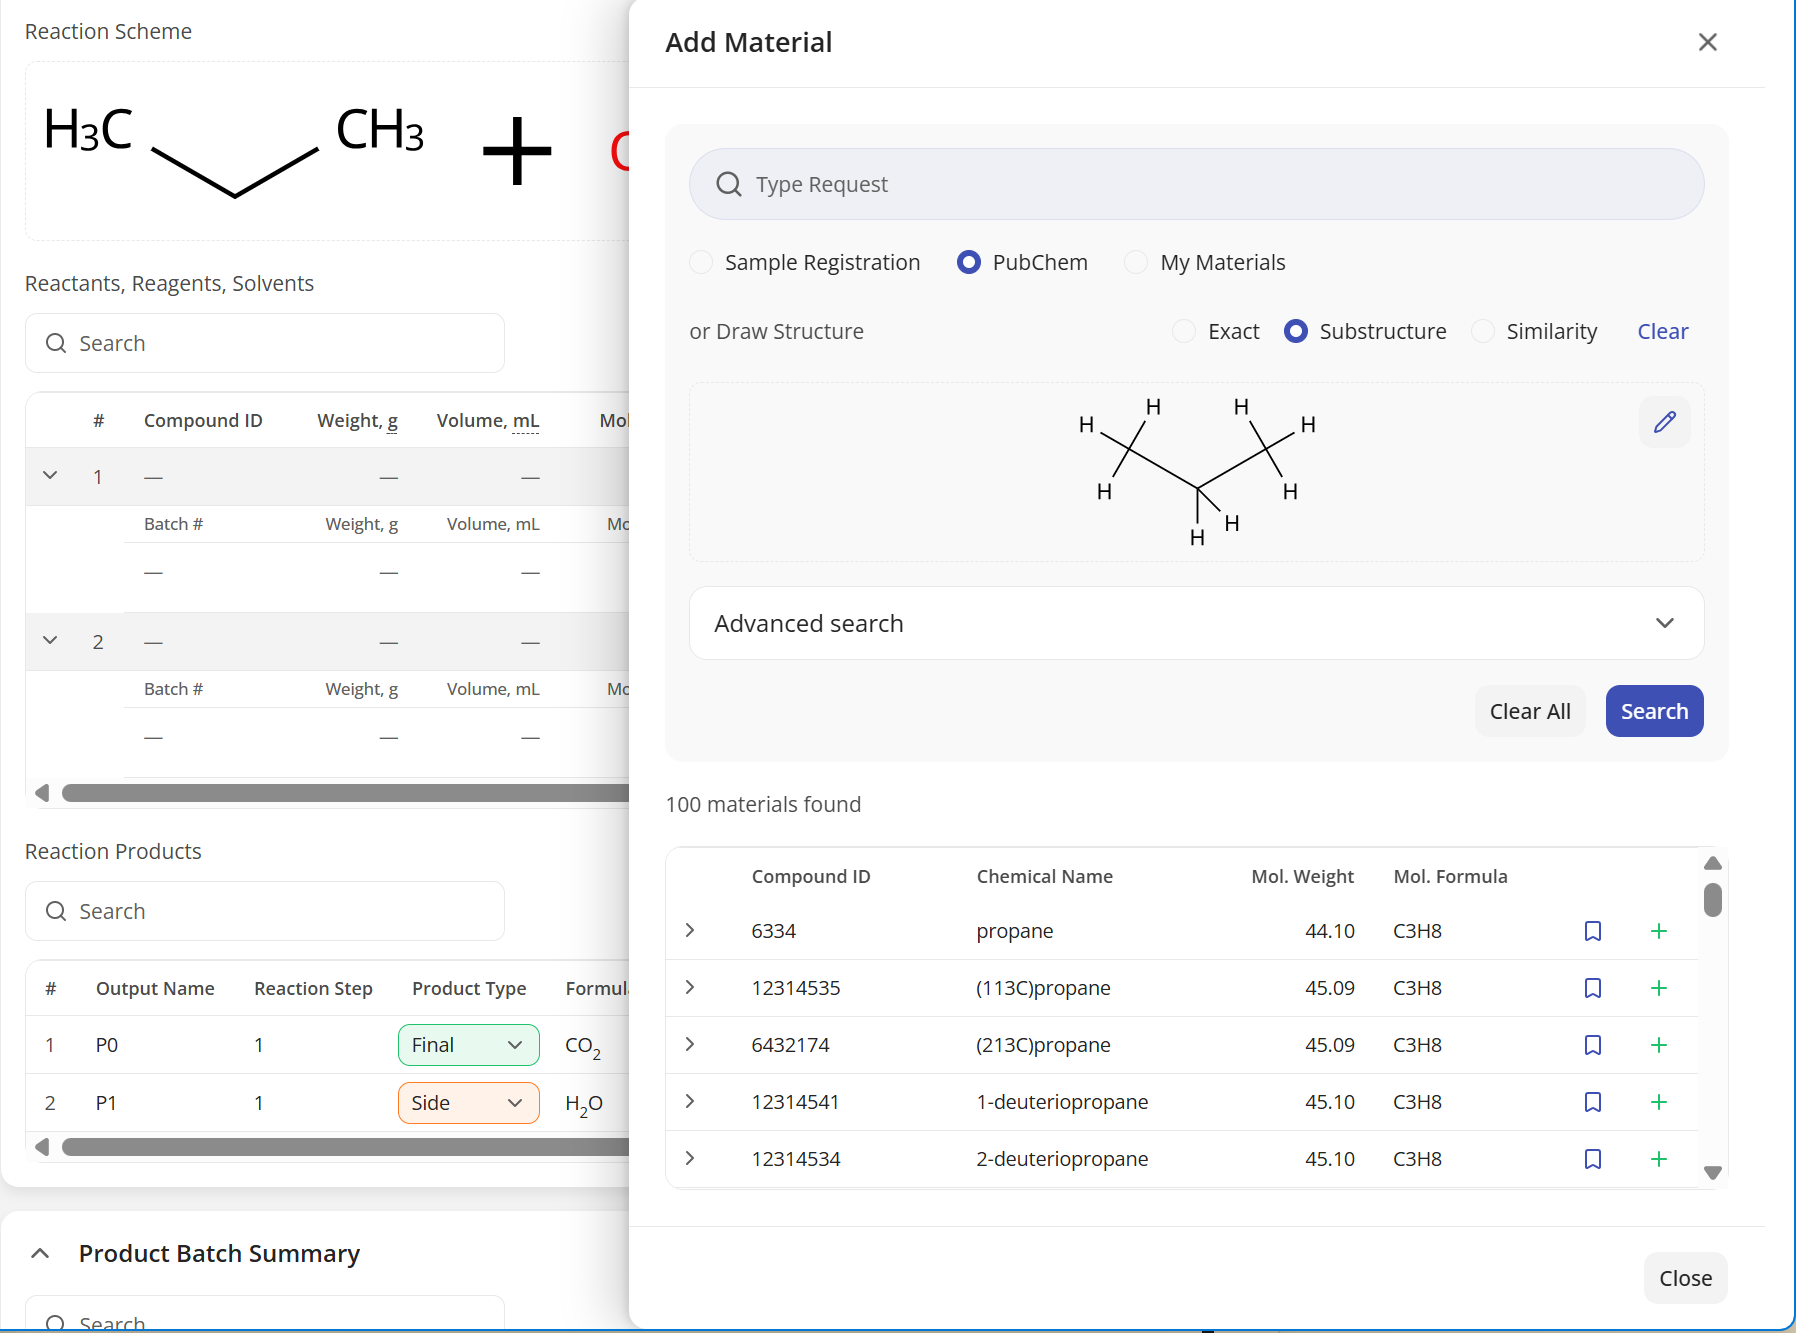 Reaction Scheme
H3C CH3 +
Reactants, Reagents, Solvents
Search
# Compound ID Weight, g Volume, mL Mol
1 — — —
Batch # Weight, g Volume, mL Mo
— — —
2 — — —
Batch # Weight, g Volume, mL Mo
— — —
Reaction Products
Search
# Output Name Reaction Step Product Type Formula
1 P0 1 Final CO2
2 P1 1 Side H2O
Product Batch Summary
Search
Add Material
Type Request
Sample Registration PubChem My Materials
or Draw Structure Exact Substructure Similarity Clear
H H
H H
H H
H
H
Advanced search
Clear All Search
100 materials found
Compound ID Chemical Name Mol. Weight Mol. Formula
6334 propane 44.10 C3H8
12314535 (113C)propane 45.09 C3H8
6432174 (213C)propane 45.09 C3H8
12314541 1-deuteriopropane 45.10 C3H8
12314534 2-deuteriopropane 45.10 C3H8
Close